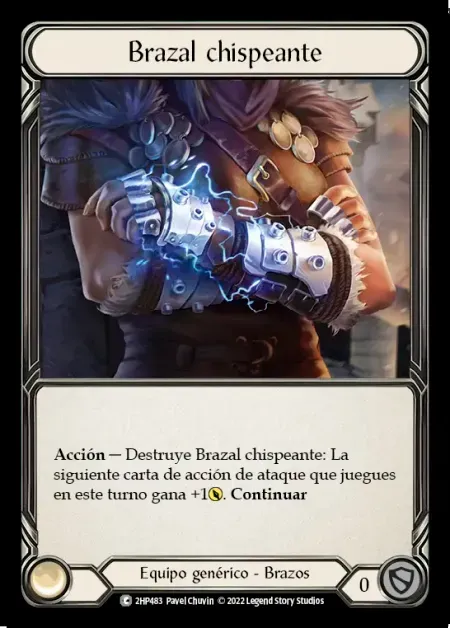 Brazal chispeante
Acción — Destruye Brazal chispeante: La
siguiente carta de acción de ataque que juegues
en este turno gana +1. Continuar
Equipo genérico - Brazos
0
C 2HP483 Pavel Chuvin © 2022 Legend Story Studios